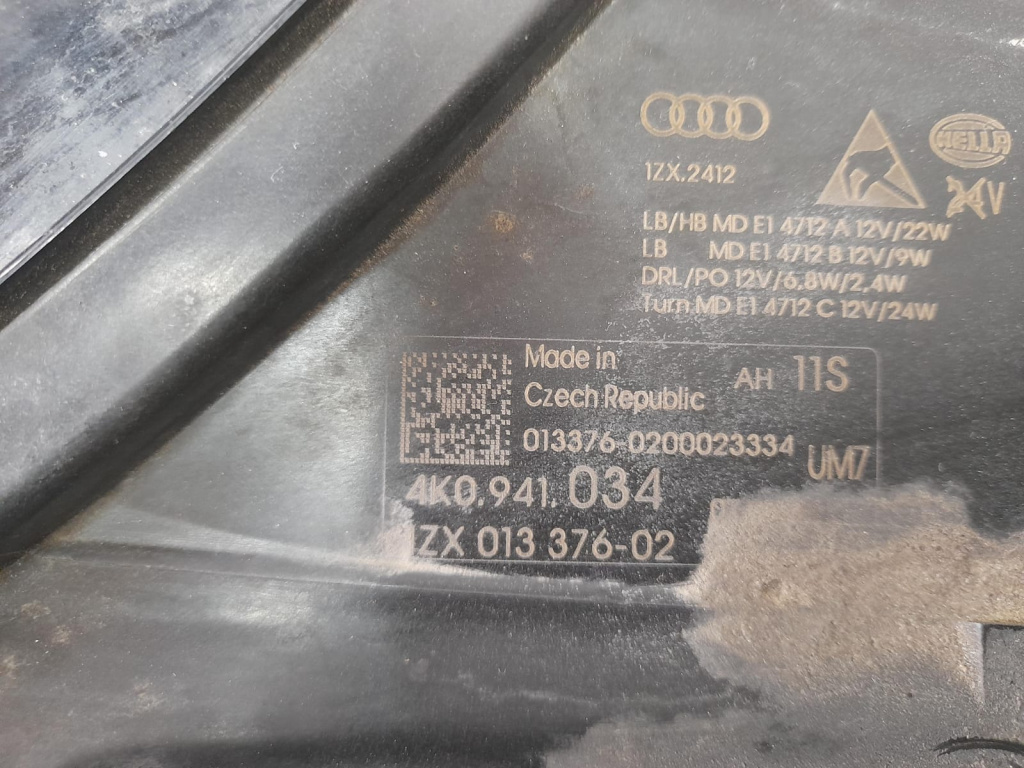 HELLA
1ZX.2412
24V
LB/HB MD E1 4712 A 12V/22W
LB MD E1 4712 B 12V/9W
DRL/PO 12V/6.8W/2,4W
Turn MD E1 4712 C 12V/24W
Made in
Czech Republic
AH 11S
013376-0200023334
UM7
4K0.941.034
1ZX 013 376-02